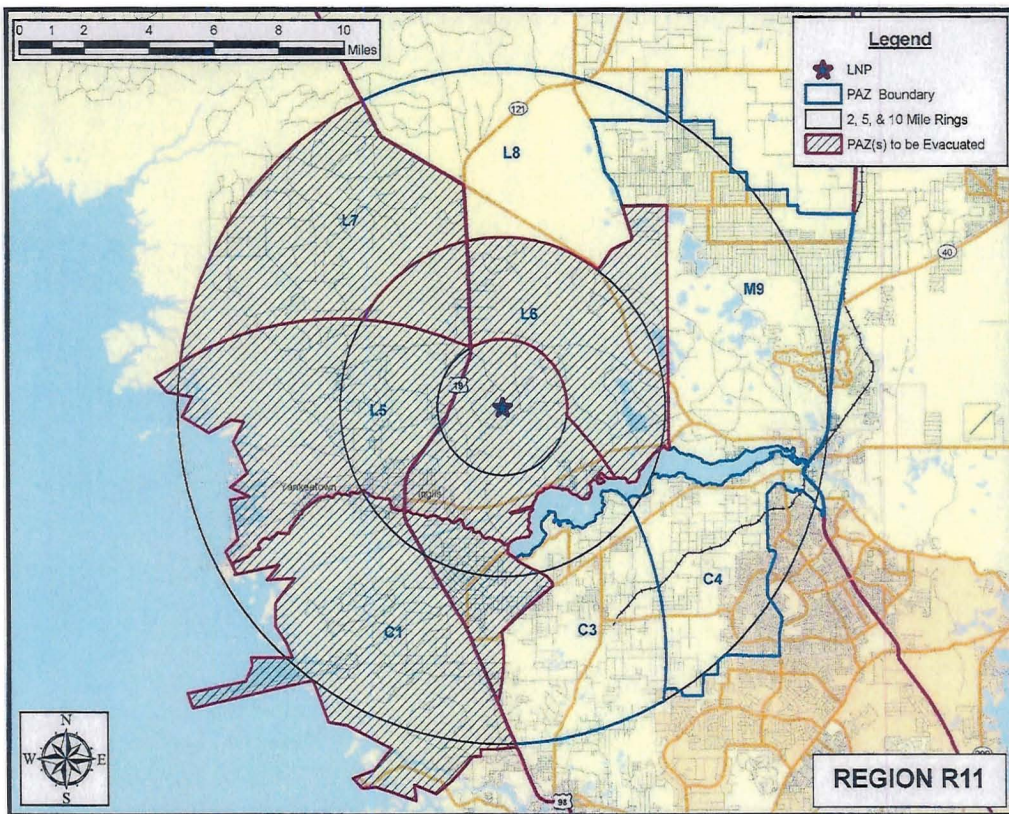 0 1 2 4 6 8 10
Miles
Legend
LNP
PAZ Boundary
2, 5, & 10 Mile Rings
PAZ(s) to be Evacuated
121
L8
L7
40
M9
L6
19
L5
Yankeetown
Inglis
C4
C3
C1
N
W E
S
98
REGION R11